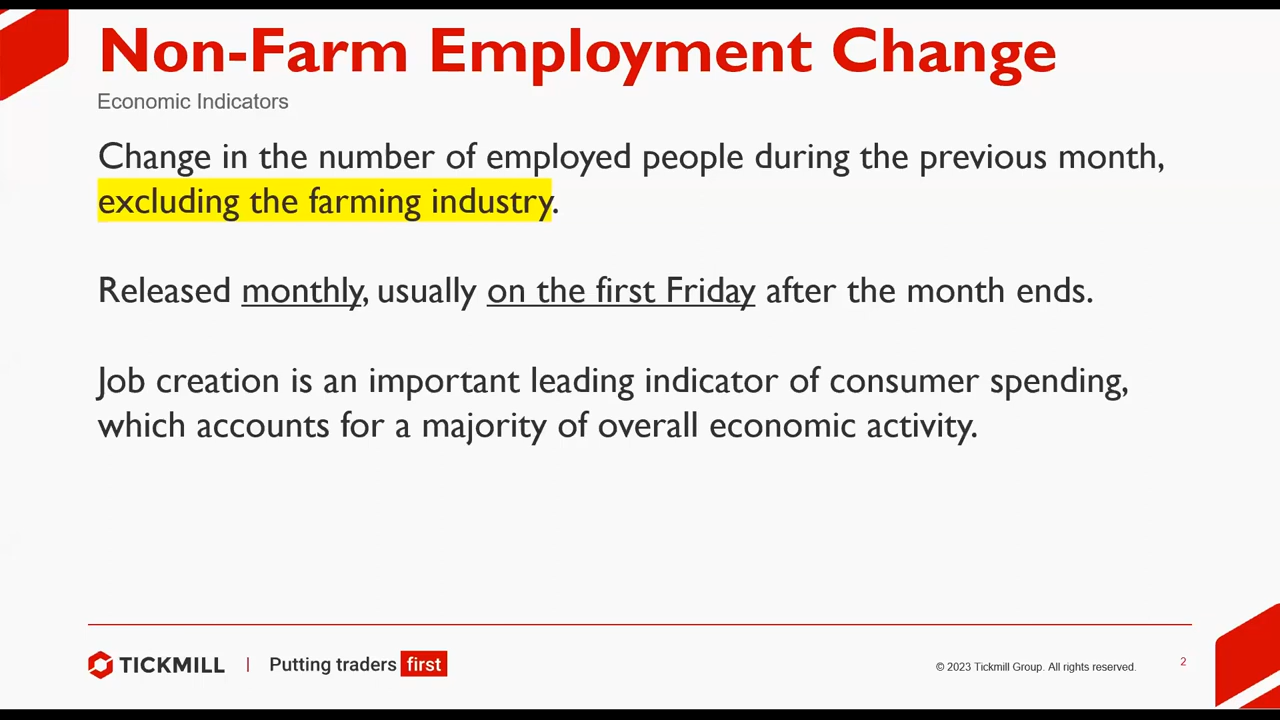 Non-Farm Employment Change
Economic Indicators
Change in the number of employed people during the previous month,
excluding the farming industry.
Released monthly, usually on the first Friday after the month ends.
Job creation is an important leading indicator of consumer spending,
which accounts for a majority of overall economic activity.
TICKMILL | Putting traders first
© 2023 Tickmill Group. All rights reserved.
2